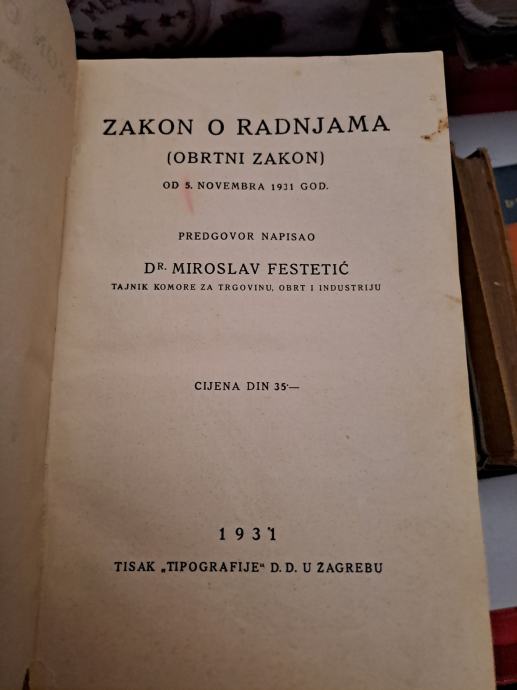 ZAKON O RADNJAMA
(OBRTNI ZAKON)
OD 5. NOVEMBRA 1931 GOD.
PREDGOVOR NAPISAO
DR. MIROSLAV FESTETIĆ
TAJNIK KOMORE ZA TRGOVINU, OBRT I INDUSTRIJU
CIJENA DIN 35·—
1931
TISAK „TIPOGRAFIJE" D. D. U ZAGREBU